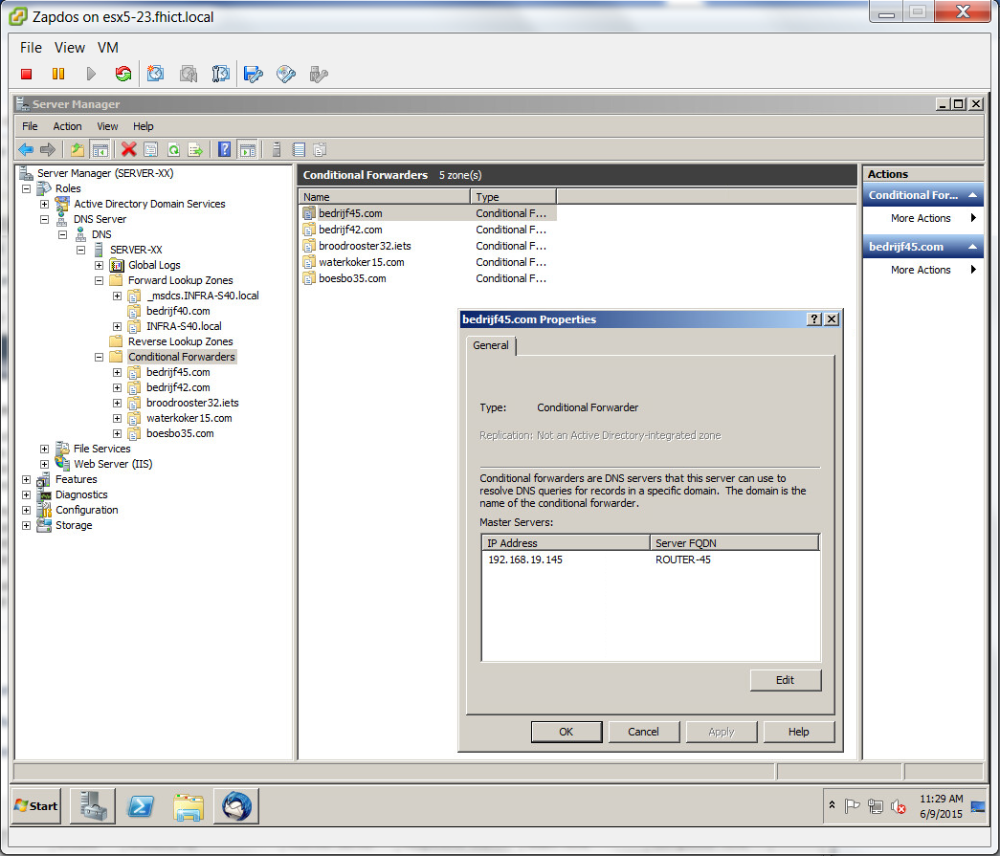 Zapdos on esx5-23.fhict.local
File View VM
Server Manager
File Action View Help
Server Manager (SERVER-XX)
Roles
Active Directory Domain Services
DNS Server
DNS
SERVER-XX
Global Logs
Forward Lookup Zones
_msdcs.INFRA-S40.local
bedrijf40.com
INFRA-S40.local
Reverse Lookup Zones
Conditional Forwarders
bedrijf45.com
bedrijf42.com
broodrooster32.iets
waterkoker15.com
boesbo35.com
File Services
Web Server (IIS)
Features
Diagnostics
Configuration
Storage
Conditional Forwarders 5 zone(s)
Name Type
bedrijf45.com Conditional F...
bedrijf42.com Conditional F...
broodrooster32.iets Conditional F...
waterkoker15.com Conditional F...
boesbo35.com Conditional F...
Actions
Conditional For...
More Actions
bedrijf45.com
More Actions
bedrijf45.com Properties
General
Type: Conditional Forwarder
Replication: Not an Active Directory-integrated zone
Conditional forwarders are DNS servers that this server can use to
resolve DNS queries for records in a specific domain. The domain is the
name of the conditional forwarder.
Master Servers:
IP Address Server FQDN
192.168.19.145 ROUTER-45
Edit
OK Cancel Apply Help
Start
11:29 AM
6/9/2015